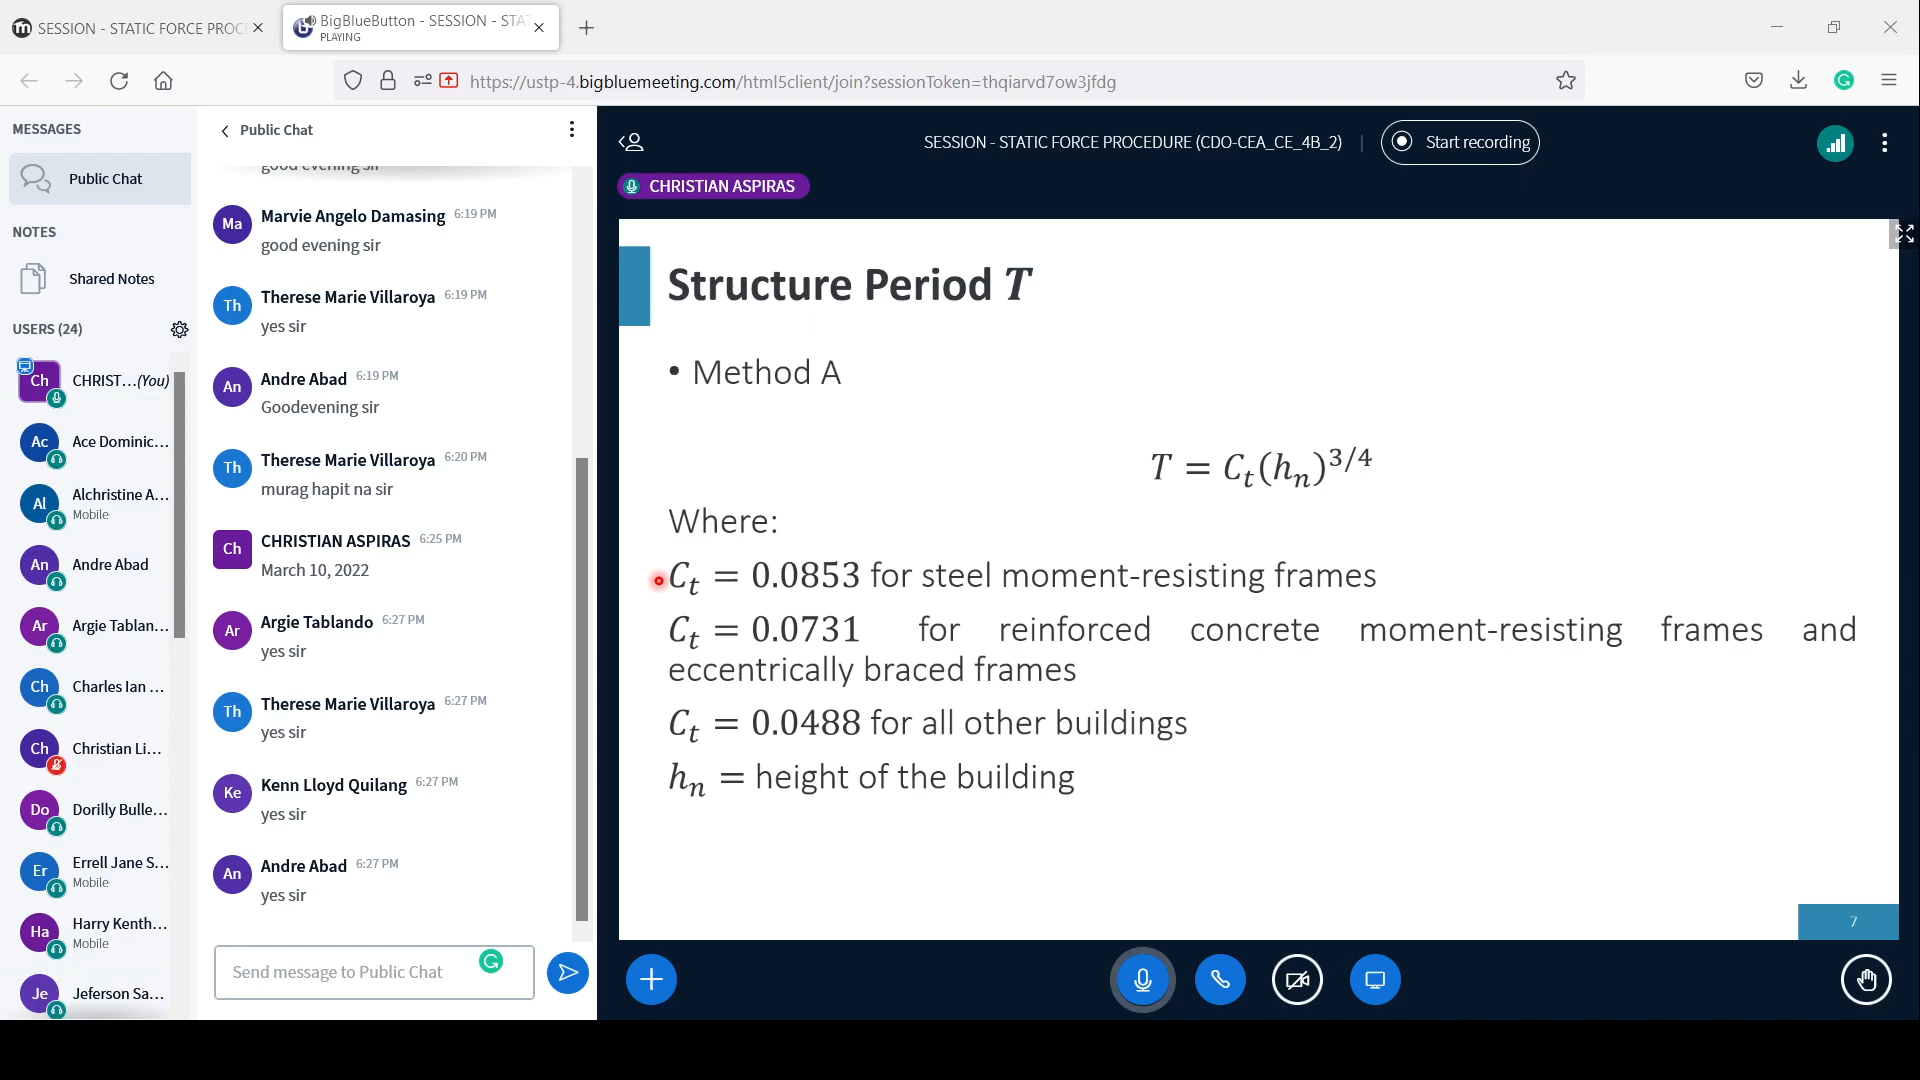 SESSION - STATIC FORCE PROCE
BigBlueButton - SESSION - STA
PLAYING
https://ustp-4.bigbluemeeting.com/html5client/join?sessionToken=thqiarvd7ow3jfdg
MESSAGES
Public Chat
NOTES
Shared Notes
USERS (24)
Ch CHRIST...(You)
Ac Ace Dominic...
Al Alchristine A...
Mobile
An Andre Abad
Ar Argie Tablan...
Ch Charles Ian ...
Ch Christian Li...
Do Dorilly Bulle...
Er Errell Jane S...
Mobile
Ha Harry Kenth...
Mobile
Je Jeferson Sa...
Public Chat
good evening sir
Ma Marvie Angelo Damasing 6:19 PM
good evening sir
Th Therese Marie Villaroya 6:19 PM
yes sir
An Andre Abad 6:19 PM
Goodevening sir
Th Therese Marie Villaroya 6:20 PM
murag hapit na sir
Ch CHRISTIAN ASPIRAS 6:25 PM
March 10, 2022
Ar Argie Tablando 6:27 PM
yes sir
Th Therese Marie Villaroya 6:27 PM
yes sir
Ke Kenn Lloyd Quilang 6:27 PM
yes sir
An Andre Abad 6:27 PM
yes sir
Send message to Public Chat
SESSION - STATIC FORCE PROCEDURE (CDO-CEA_CE_4B_2) | Start recording
CHRISTIAN ASPIRAS
Structure Period T
• Method A
T = C_t(h_n)^{3/4}
Where:
C_t = 0.0853 for steel moment-resisting frames
C_t = 0.0731 for reinforced concrete moment-resisting frames and
eccentrically braced frames
C_t = 0.0488 for all other buildings
h_n = height of the building
7